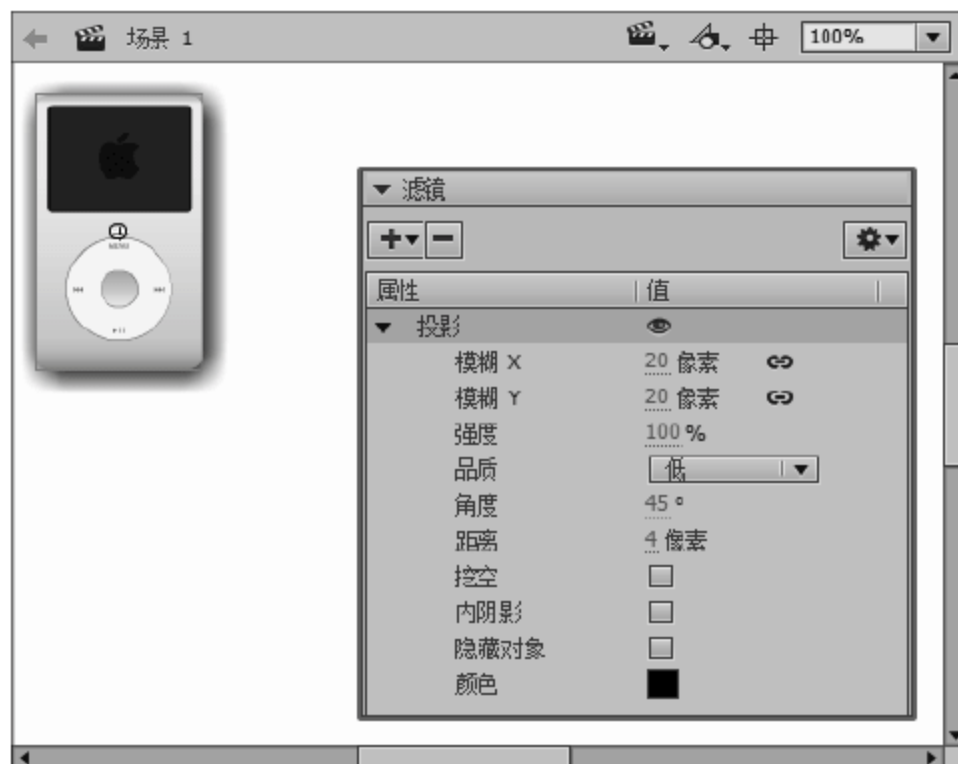 场景 1
100%
MENU
滤镜
属性 值
投影
模糊 X 20 像素
模糊 Y 20 像素
强度 100 %
品质 低
角度 45 °
距离 4 像素
挖空
内阴影
隐藏对象
颜色